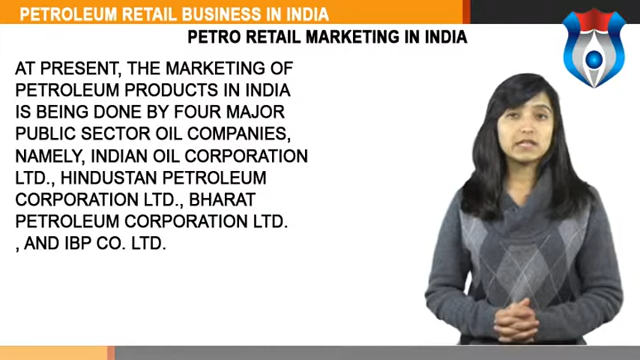 PETROLEUM RETAIL BUSINESS IN INDIA
PETRO RETAIL MARKETING IN INDIA
AT PRESENT, THE MARKETING OF
PETROLEUM PRODUCTS IN INDIA
IS BEING DONE BY FOUR MAJOR
PUBLIC SECTOR OIL COMPANIES,
NAMELY, INDIAN OIL CORPORATION
LTD., HINDUSTAN PETROLEUM
CORPORATION LTD., BHARAT
PETROLEUM CORPORATION LTD.
, AND IBP CO. LTD.